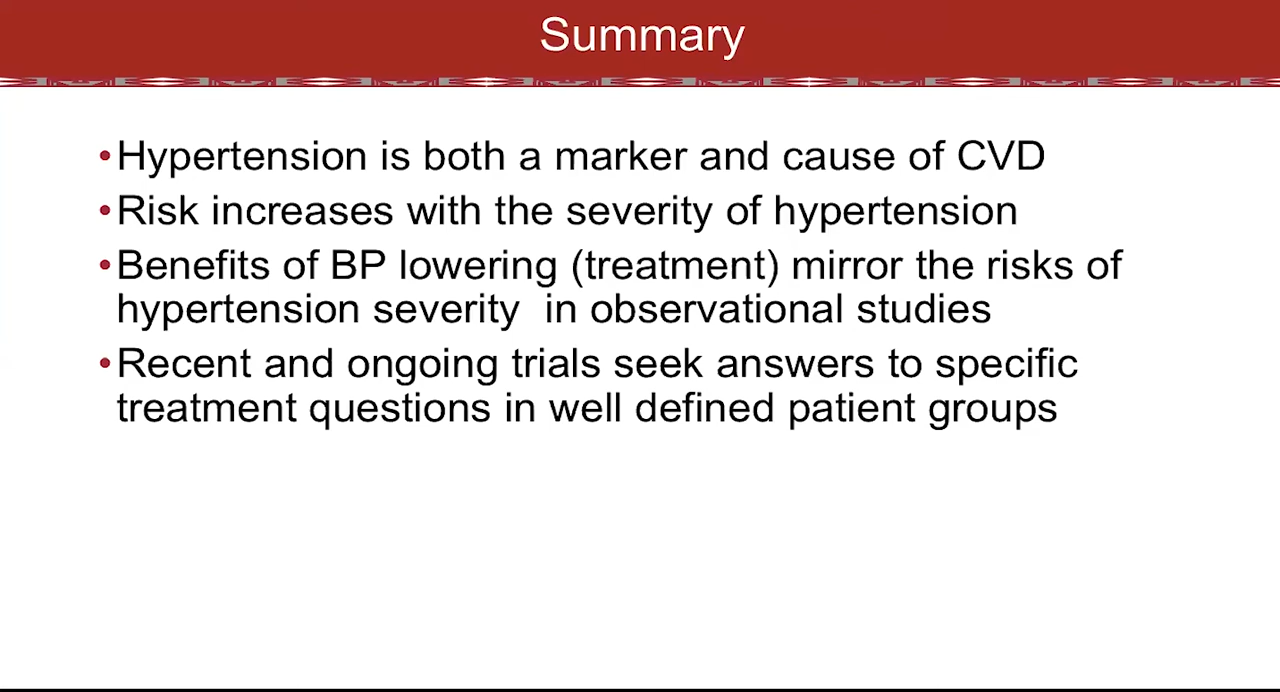 Summary
•Hypertension is both a marker and cause of CVD
•Risk increases with the severity of hypertension
•Benefits of BP lowering (treatment) mirror the risks of
hypertension severity  in observational studies
•Recent and ongoing trials seek answers to specific
treatment questions in well defined patient groups